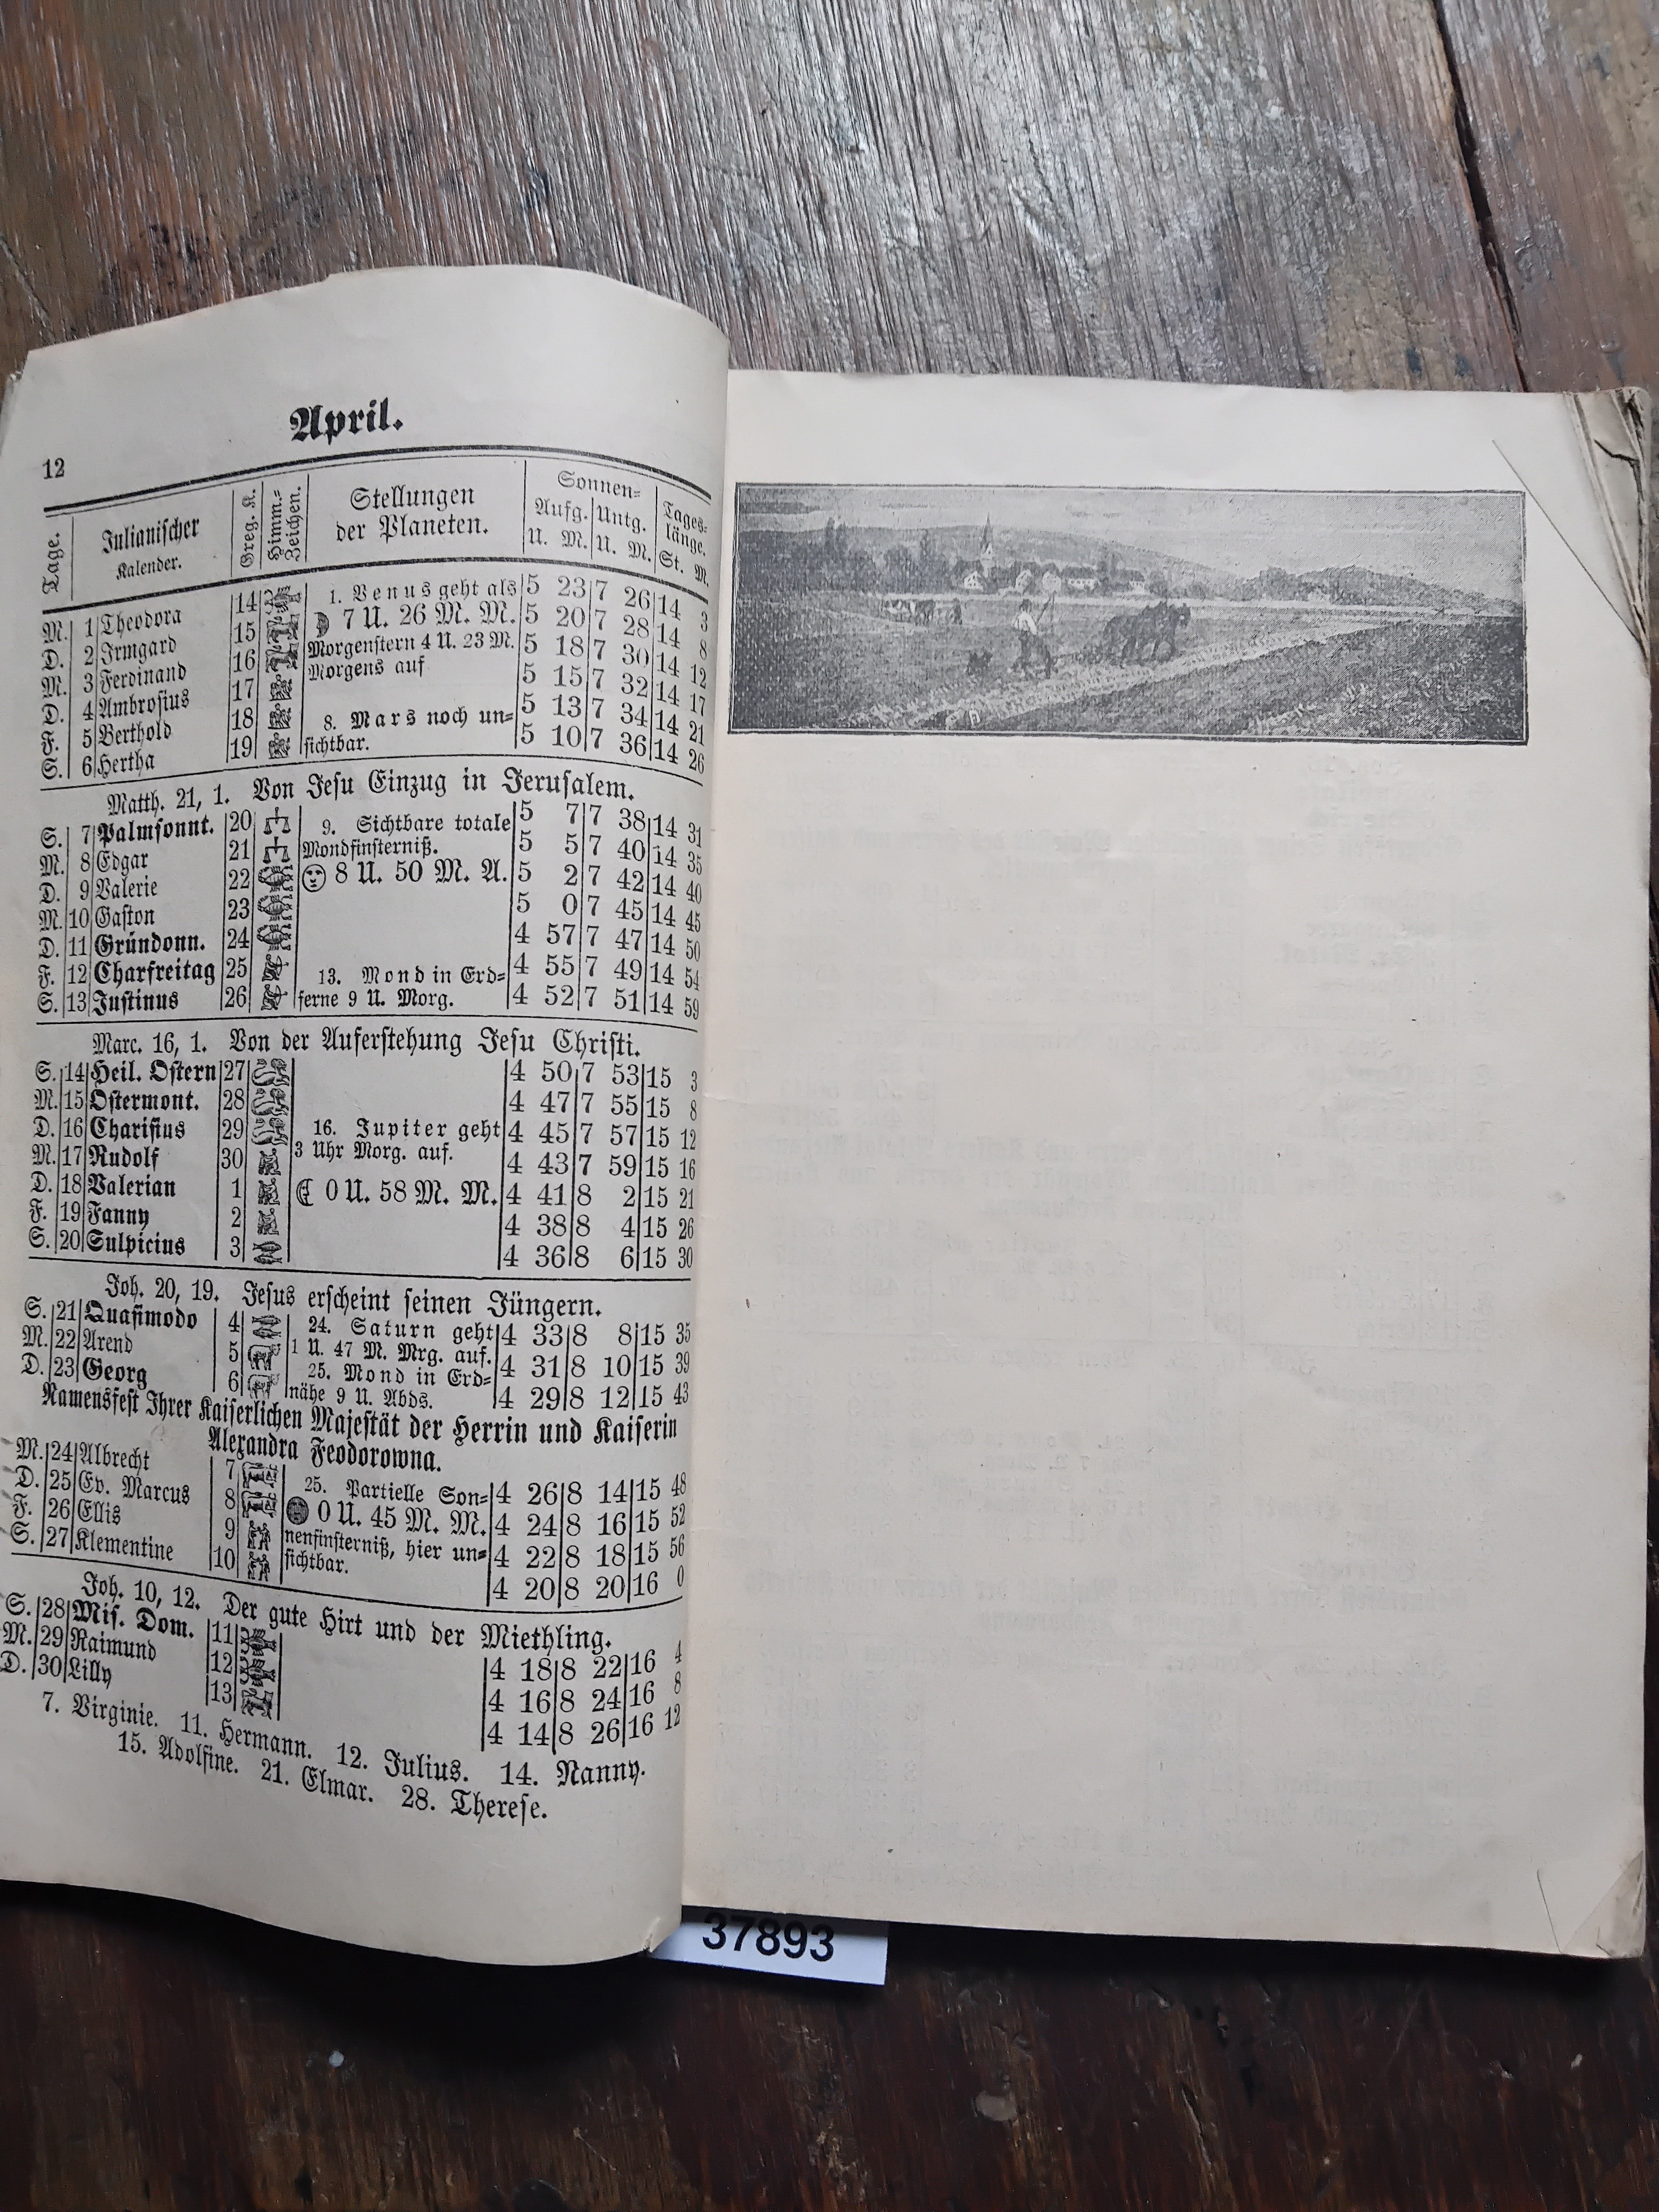 12
April.
Tage. | Julianischer Kalender. | Greg. K. | Himm.=Zeichen. | Stellungen der Planeten. | Sonnen= Aufg. U. M. | Untg. U. M. | Tages=länge. St. M.
M. 1 Theodora 14 1. Venus geht als 5 23 7 26 14 3
D. 2 Irmgard 15 7 U. 26 M. M. 5 20 7 28 14 8
M. 3 Ferdinand 16 Morgenstern 4 U. 23 M. 5 18 7 30 14 12
D. 4 Ambrosius 17 Morgens auf 5 15 7 32 14 17
F. 5 Berthold 18 8. Mars noch un= 5 13 7 34 14 21
S. 6 Hertha 19 sichtbar. 5 10 7 36 14 26
Matth. 21, 1. Von Jesu Einzug in Jerusalem.
S. 7 Palmsonnt. 20 9. Sichtbare totale 5 7 7 38 14 31
M. 8 Edgar 21 Mondfinsterniß. 5 5 7 40 14 35
D. 9 Valerie 22 8 U. 50 M. A. 5 2 7 42 14 40
M. 10 Gaston 23 5 0 7 45 14 45
D. 11 Gründonn. 24 4 57 7 47 14 50
F. 12 Charfreitag 25 13. Mond in Erd= 4 55 7 49 14 54
S. 13 Justinus 26 ferne 9 U. Morg. 4 52 7 51 14 59
Marc. 16, 1. Von der Auferstehung Jesu Christi.
S. 14 Heil. Ostern 27 4 50 7 53 15 3
M. 15 Ostermont. 28 4 47 7 55 15 8
D. 16 Charisius 29 16. Jupiter geht 4 45 7 57 15 12
M. 17 Rudolf 30 3 Uhr Morg. auf. 4 43 7 59 15 16
D. 18 Valerian 1 0 U. 58 M. M. 4 41 8 2 15 21
F. 19 Fanny 2 4 38 8 4 15 26
S. 20 Sulpicius 3 4 36 8 6 15 30
Joh. 20, 19. Jesus erscheint seinen Jüngern.
S. 21 Quasimodo 4 24. Saturn geht 4 33 8 8 15 35
M. 22 Arend 5 1 U. 47 M. Mrg. auf. 4 31 8 10 15 39
D. 23 Georg 6 25. Mond in Erd= nähe 9 U. Abds. 4 29 8 12 15 43
Namensfest Ihrer Kaiserlichen Majestät der Herrin und Kaiserin
Alexandra Feodorowna.
M. 24 Albrecht 7 25. Partielle Son= 4 26 8 14 15 48
D. 25 Ev. Marcus 8 0 U. 45 M. M. 4 24 8 16 15 52
F. 26 Ellis 9 nenfinsterniß, hier un= 4 22 8 18 15 56
S. 27 Klementine 10 sichtbar. 4 20 8 20 16 0
Joh. 10, 12. Der gute Hirt und der Miethling.
S. 28 Mis. Dom. 11 4 18 8 22 16 4
M. 29 Raimund 12 4 16 8 24 16 8
D. 30 Lilly 13 4 14 8 26 16 12
7. Virginie. 11. Hermann. 12. Julius. 14. Nanny.
15. Adolfine. 21. Elmar. 28. Therese.
37893